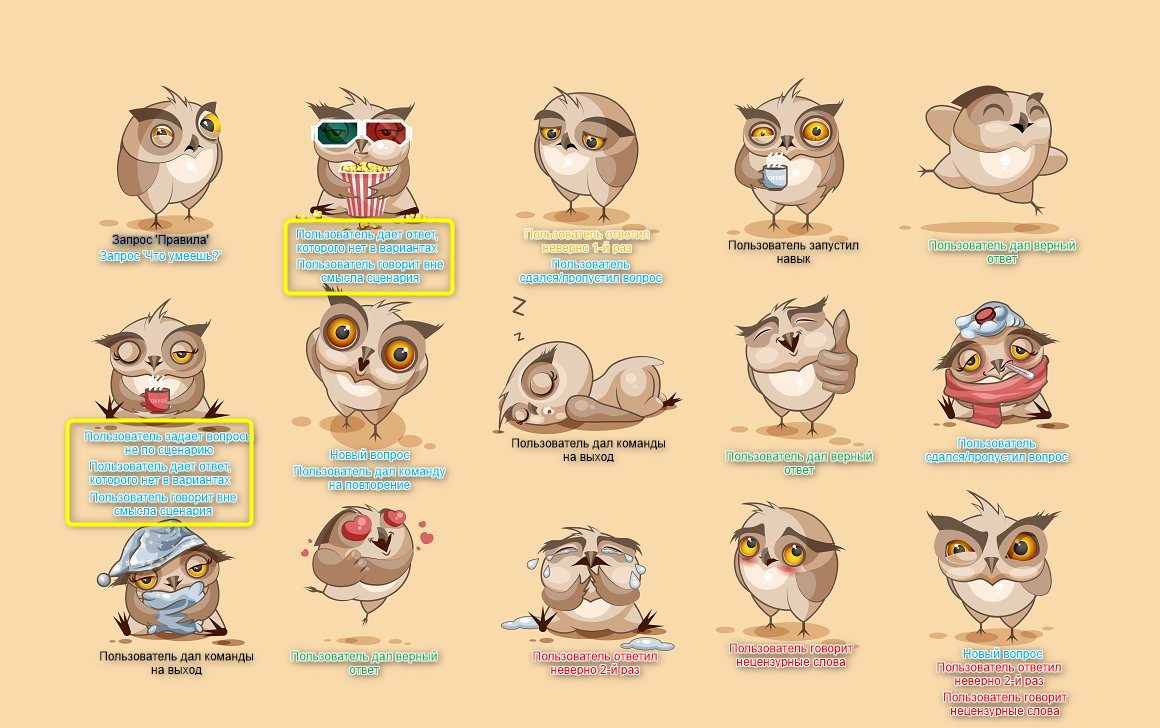 Запрос 'Правила'
Запрос 'Что умеешь?'
Пользователь дает ответ,
которого нет в вариантах
Пользователь говорит вне
смысла сценария
Пользователь ответил
неверно 1-й раз
Пользователь
сдался/пропустил вопрос
COFFEE
Пользователь запустил
навык
Пользователь дал верный
ответ
COFFEE
Пользователь задает вопросы
не по сценарию
Пользователь дает ответ,
которого нет в вариантах
Пользователь говорит вне
смысла сценария
Новый вопрос
Пользователь дал команду
на повторение
Z
z
Пользователь дал команды
на выход
Пользователь дал верный
ответ
Пользователь
сдался/пропустил вопрос
Пользователь дал команды
на выход
Пользователь дал верный
ответ
Пользователь ответил
неверно 2-й раз
Пользователь говорит
нецензурные слова
Новый вопрос
Пользователь ответил
неверно 2-й раз
Пользователь говорит
нецензурные слова